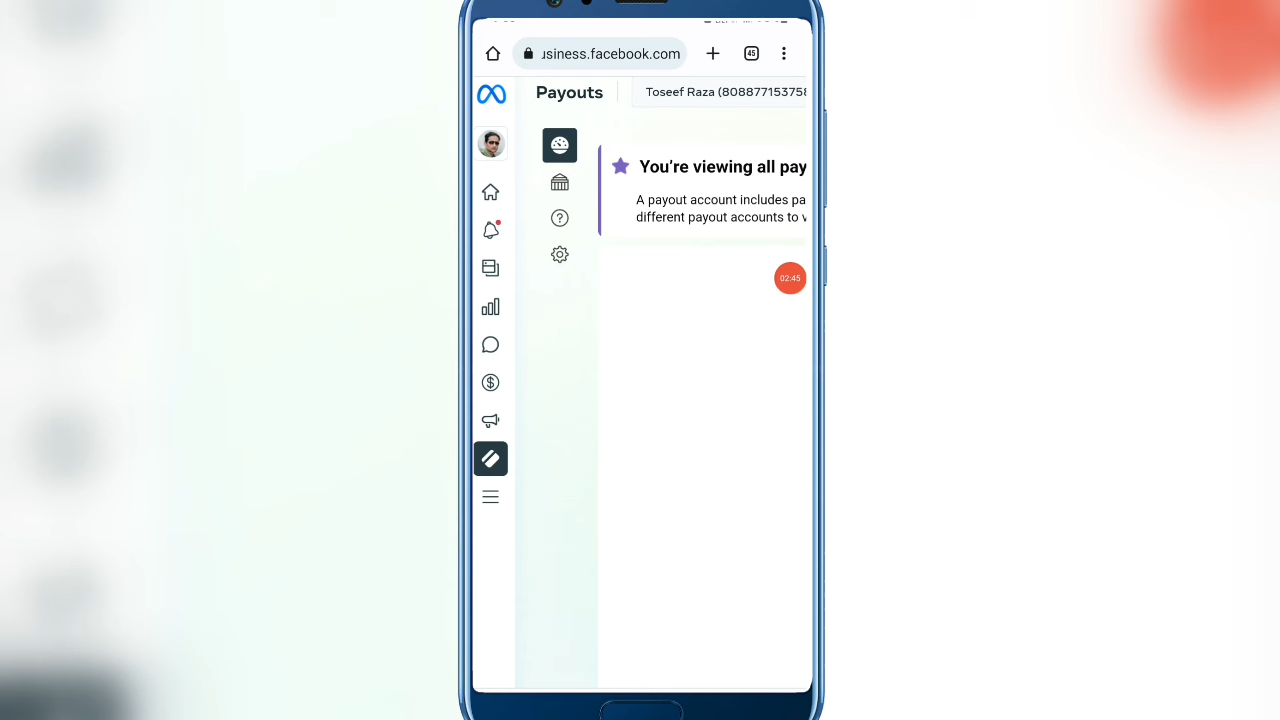 usiness.facebook.com
45
Payouts
Toseef Raza (80887715375
You're viewing all pay
A payout account includes pa
different payout accounts to v
02:45